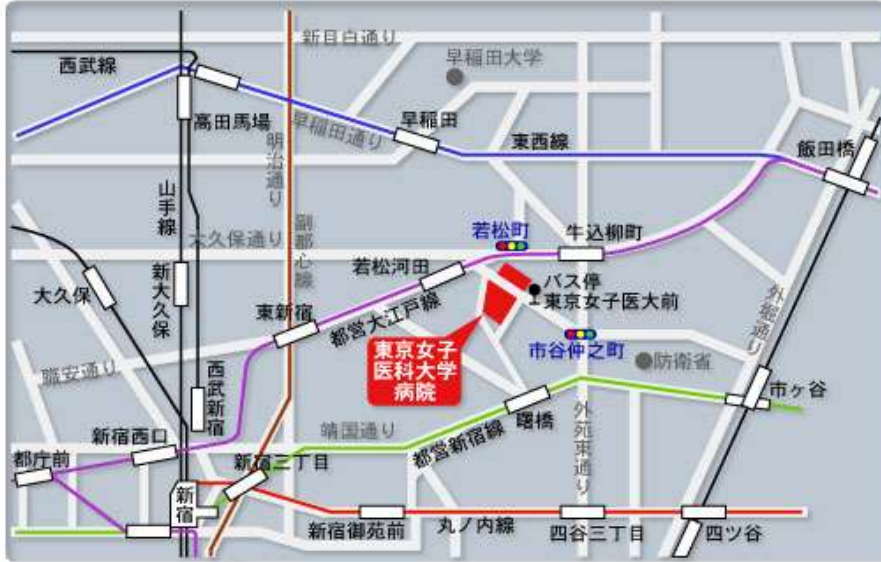 新目白通り
西武線
早稲田大学
高田馬場
早稲田通り
早稲田
東西線
飯田橋
明治通り
山手線
副都心線
大久保通り
若松町
牛込柳町
若松河田
バス停
東京女子医大前
大久保
新大久保
東新宿
都営大江戸線
外堀通り
東京女子
医科大学
病院
市谷仲之町
防衛省
職安通り
西武新宿
市ヶ谷
靖国通り
都営新宿線
曙橋
外苑東通り
新宿西口
都庁前
新宿三丁目
新宿
新宿御苑前
丸ノ内線
四谷三丁目
四ツ谷